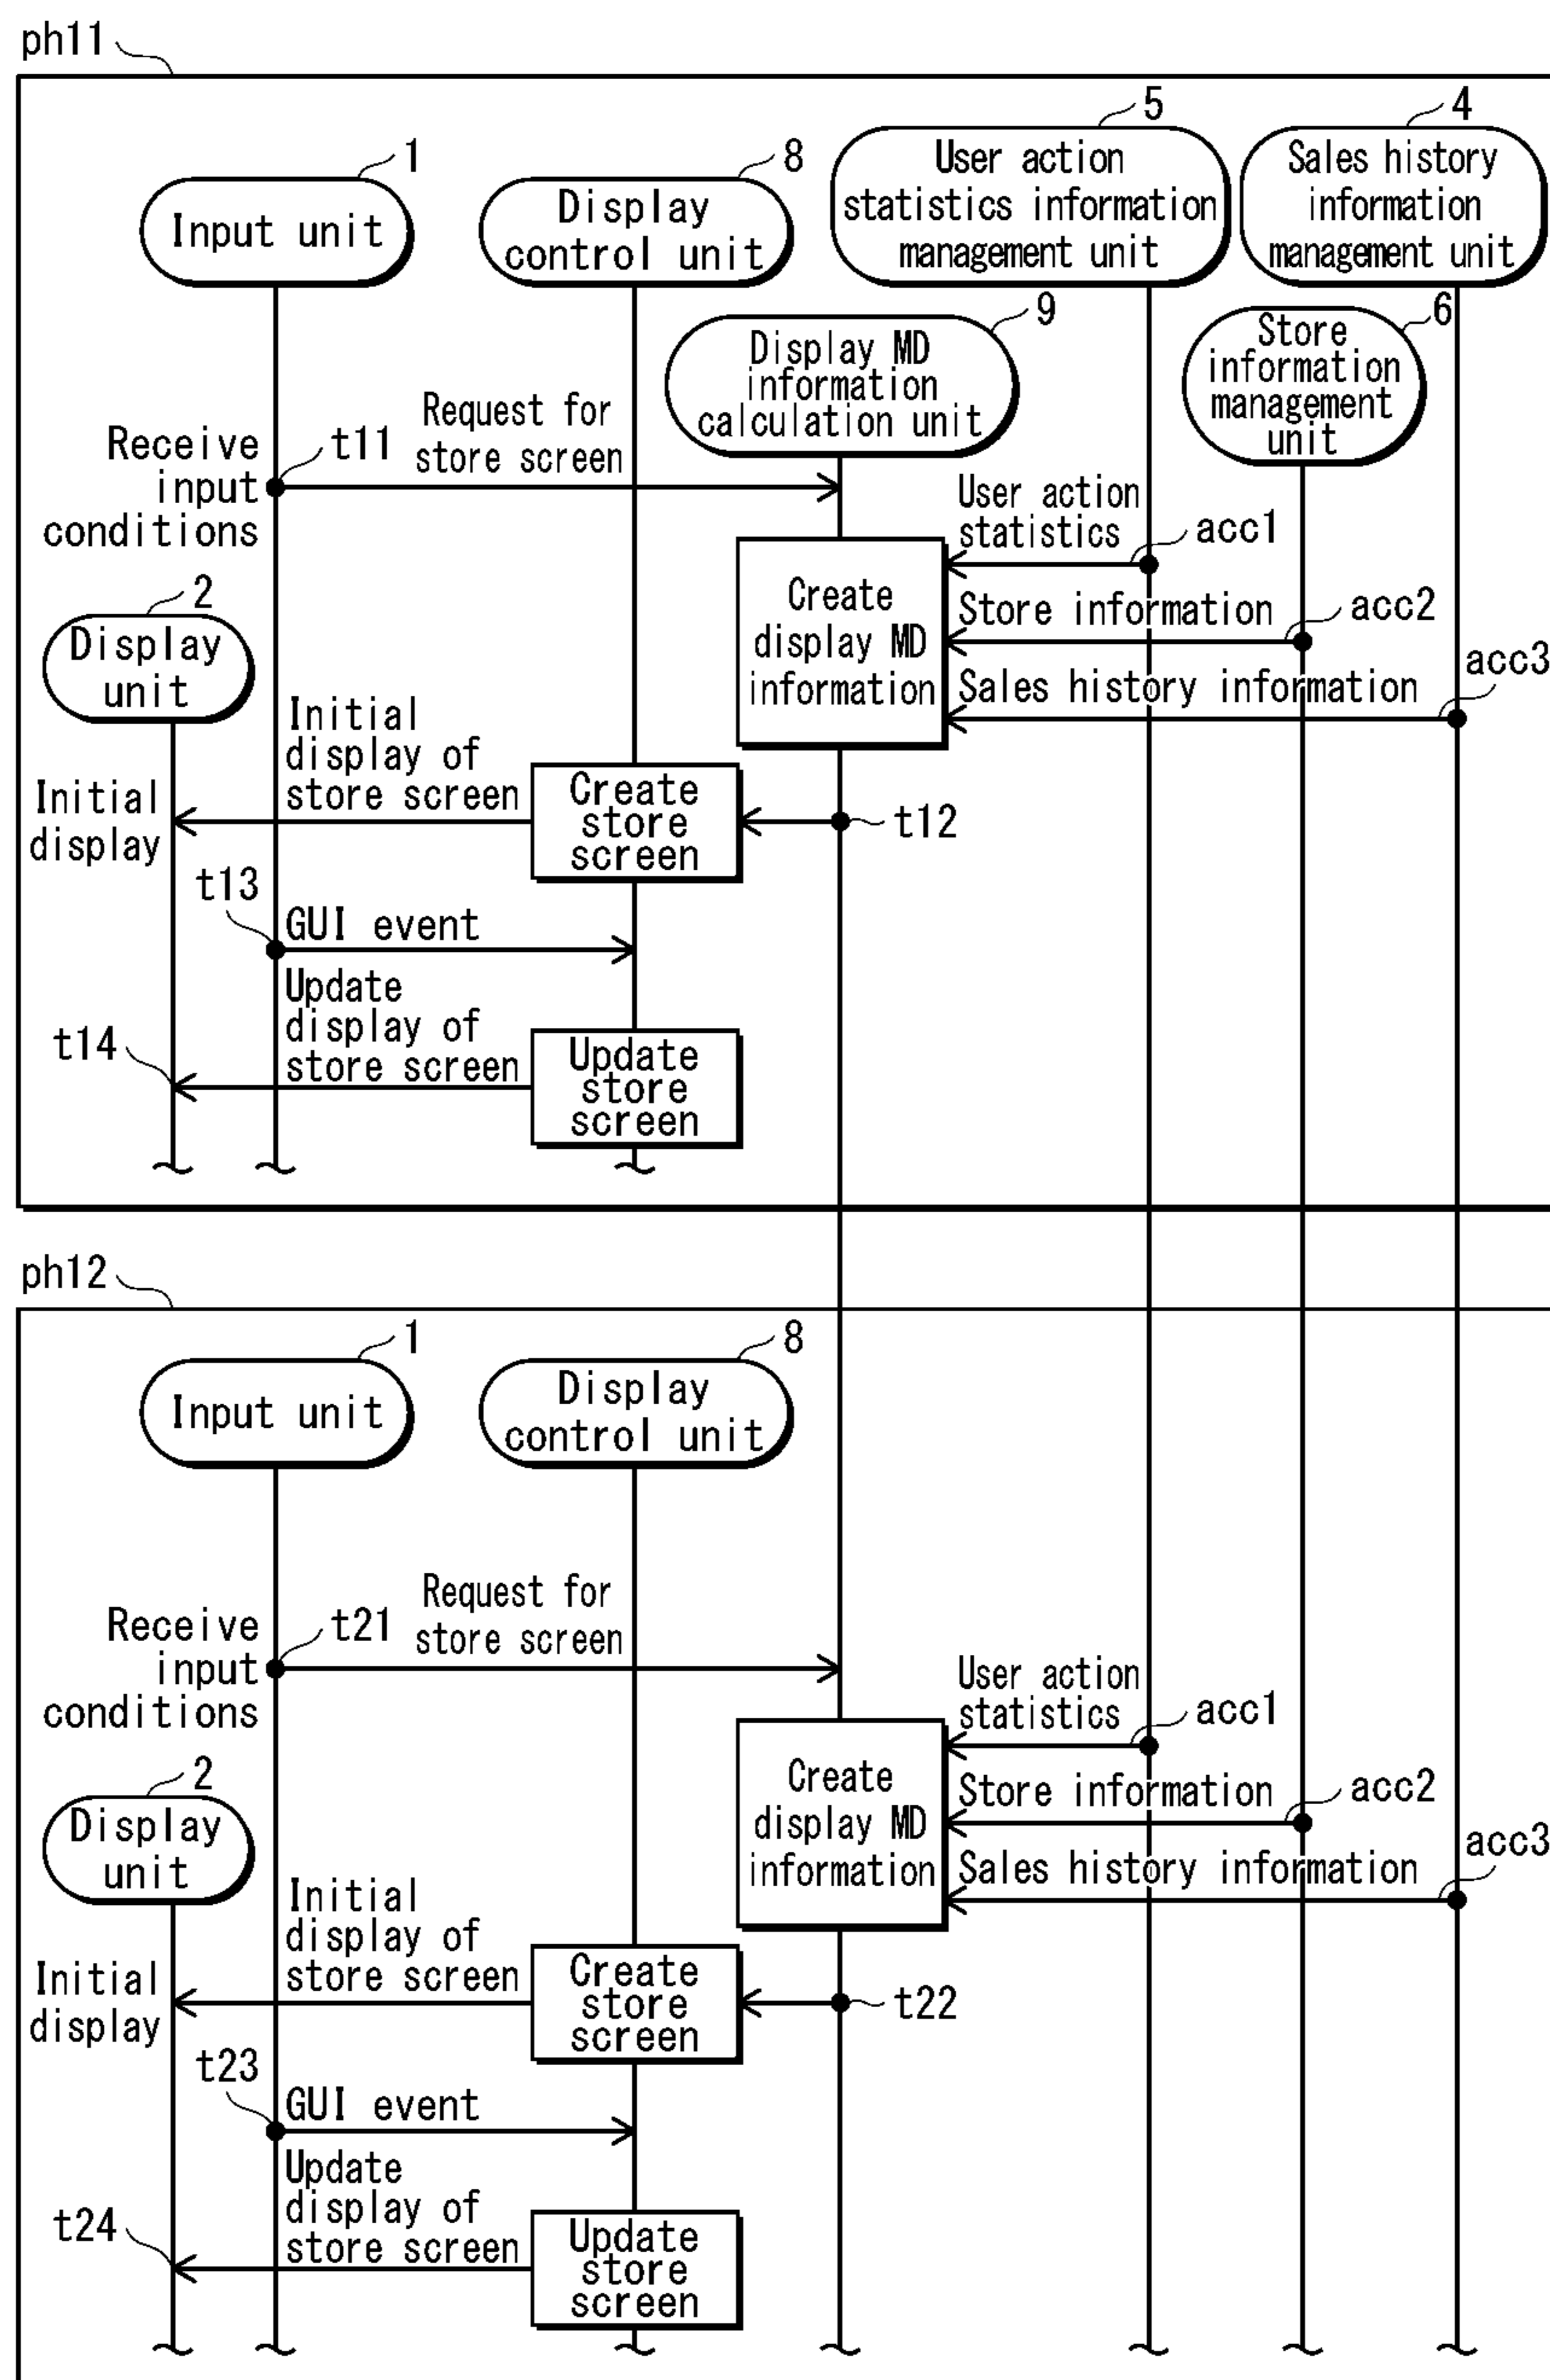 ph11
5
4
1
8
User action
statistics information
management unit
Sales history
information
management unit
Input unit
Display
control unit
9
6
Display MD
information
calculation unit
Store
information
management
unit
Request for
store screen
Receive
input
conditions
t11
User action
statistics
acc1
2
Display
unit
Create
display MD
information
Store information
acc2
Sales history information
acc3
Initial
display of
store screen
Initial
display
Create
store
screen
t12
t13
GUI event
Update
display of
store screen
t14
Update
store
screen
ph12
1
8
Input unit
Display
control unit
Request for
store screen
Receive
input
conditions
t21
User action
statistics
acc1
2
Display
unit
Create
display MD
information
Store information
acc2
Sales history information
acc3
Initial
display of
store screen
Initial
display
Create
store
screen
t22
t23
GUI event
Update
display of
store screen
t24
Update
store
screen